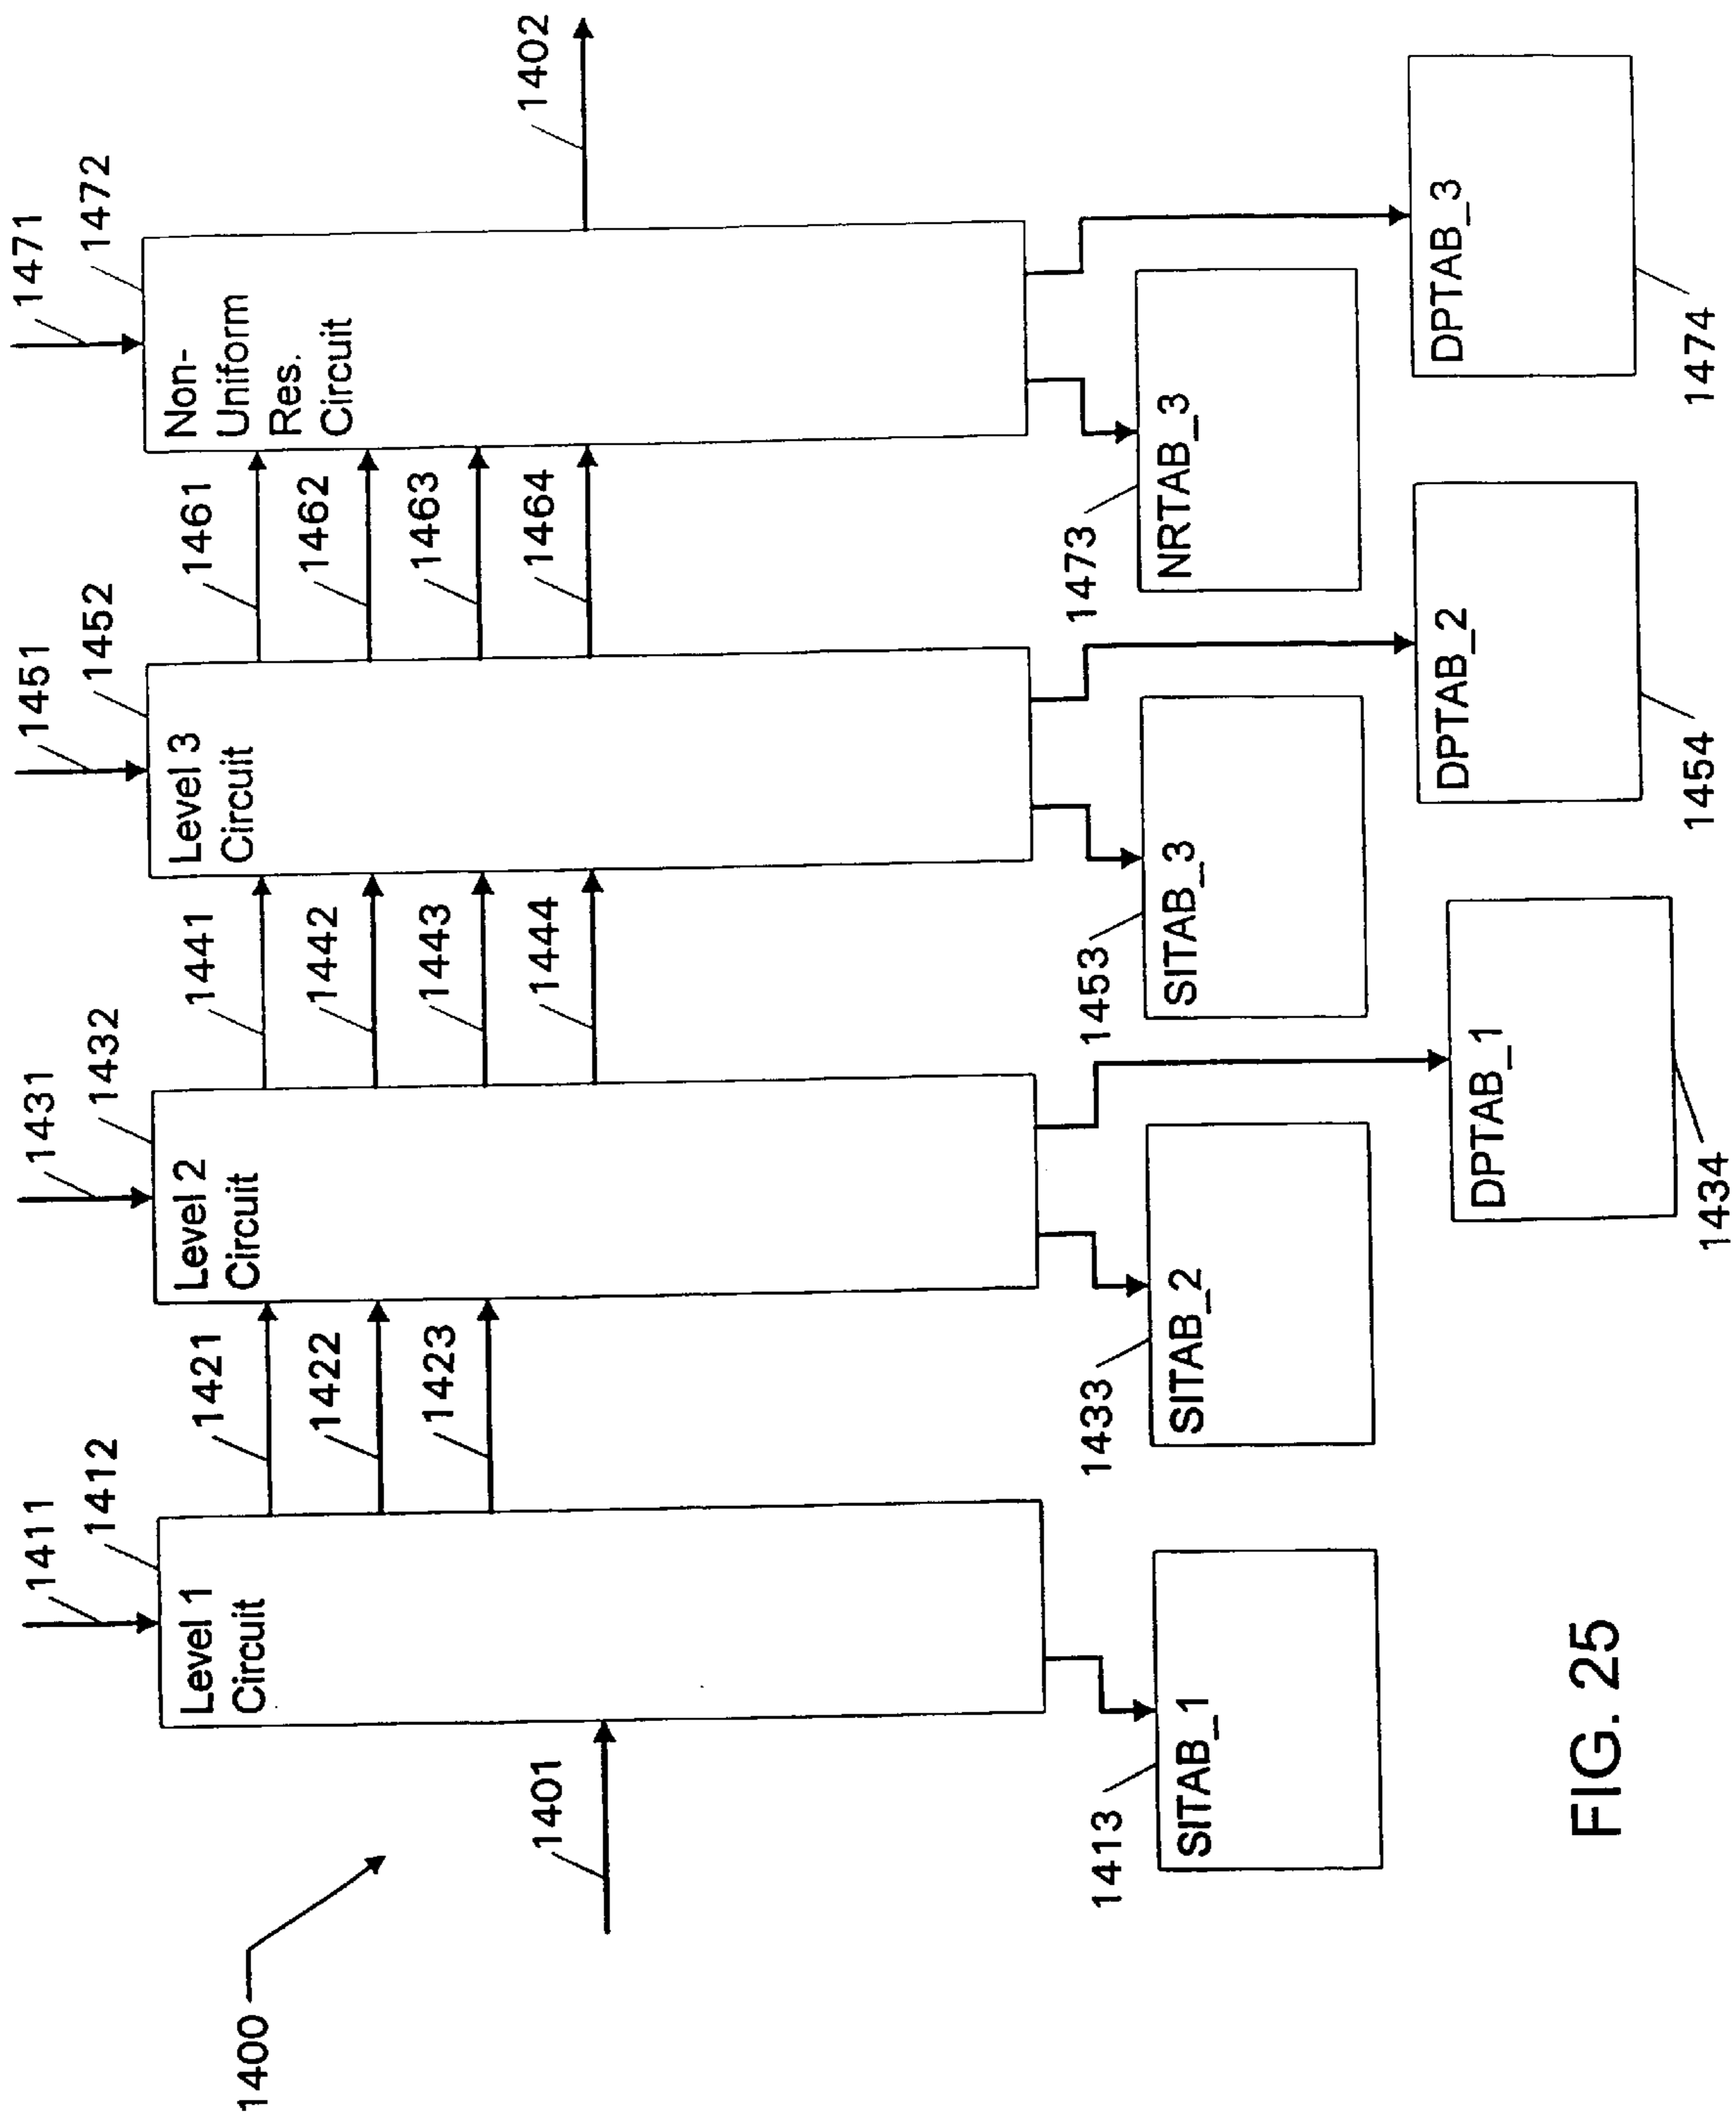 1400
1401
1411
1412
Level 1
Circuit
1413
SITAB_1
1421
1422
1423
1431
1432
Level 2
Circuit
1433
SITAB_2
DPTAB_1
1434
1441
1442
1443
1444
1451
1452
Level 3
Circuit
1453
SITAB_3
DPTAB_2
1454
1461
1462
1463
1464
1471
1472
Non-
Uniform
Res.
Circuit
1473
NRTAB_3
DPTAB_3
1474
1402
FIG. 25